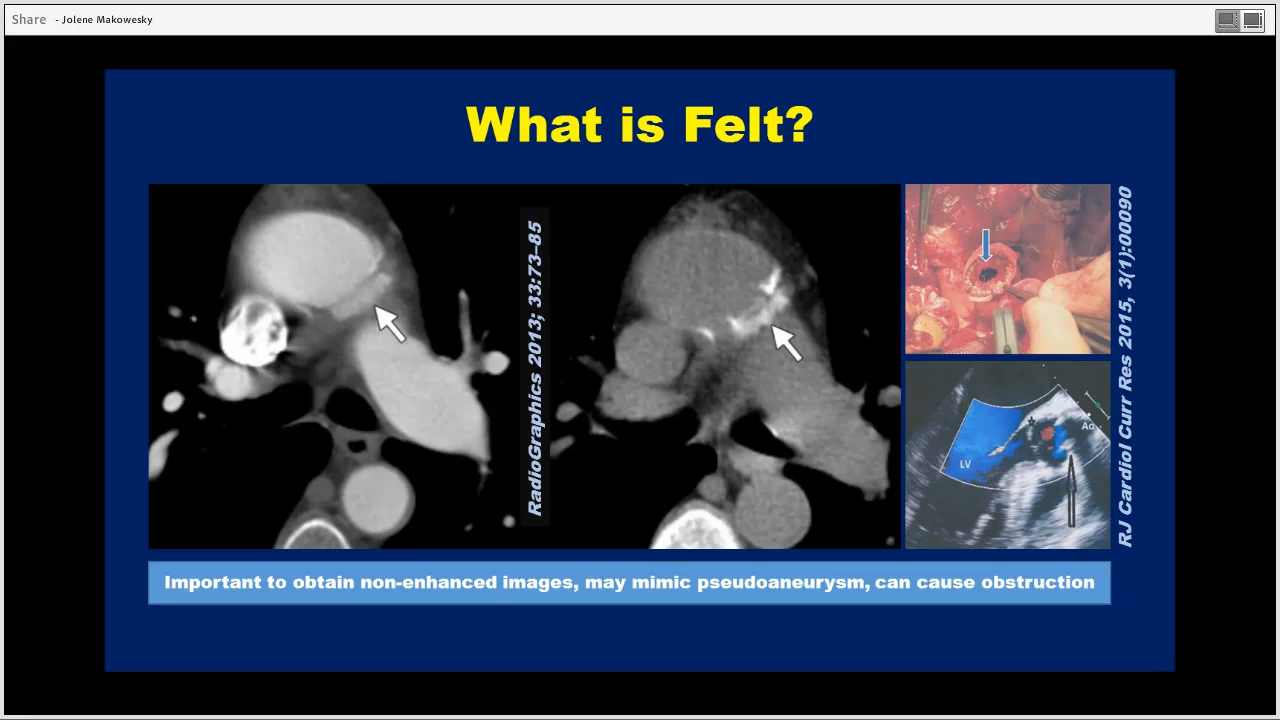 Share - Jolene Makowesky
What is Felt?
RadioGraphics 2013; 33:73–85
RJ Cardiol Curr Res 2015, 3(1):00090
LV
Ao
Important to obtain non-enhanced images, may mimic pseudoaneurysm, can cause obstruction